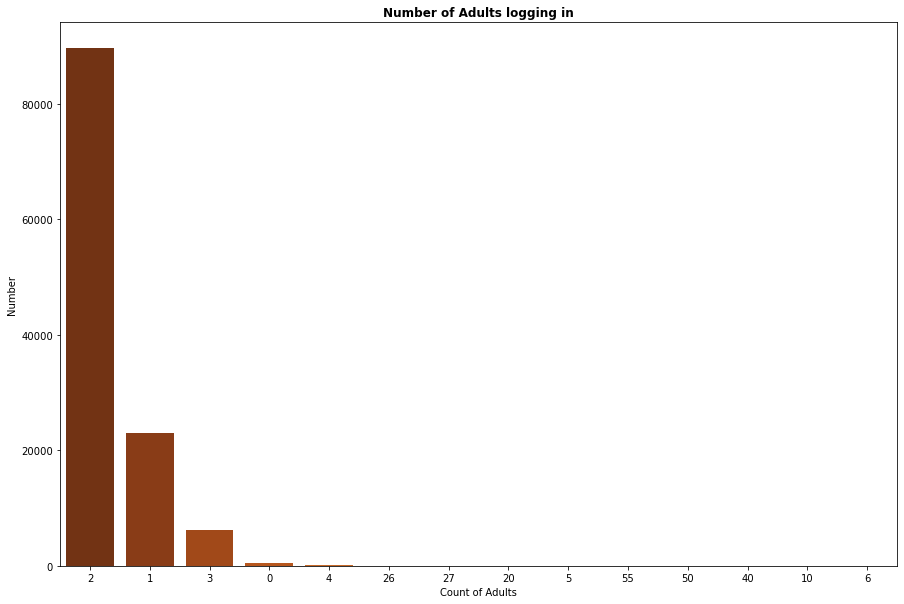 Number of Adults logging in
Number
80000
60000
40000
20000
0
2 1 3 0 4 26 27 20 5 55 50 40 10 6
Count of Adults